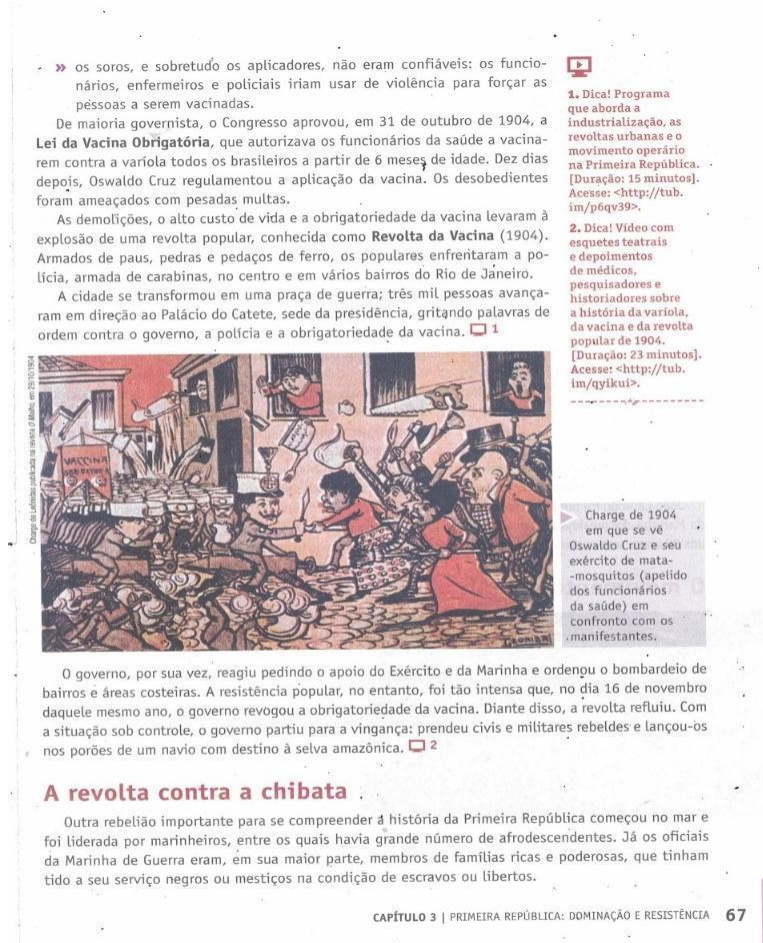 » os soros, e sobretudo os aplicadores, não eram confiáveis: os funcio-
nários, enfermeiros e policiais iriam usar de violência para forçar as
pessoas a serem vacinadas.
De maioria governista, o Congresso aprovou, em 31 de outubro de 1904, a
Lei da Vacina Obrigatória, que autorizava os funcionários da saúde a vacina-
rem contra a varíola todos os brasileiros a partir de 6 meses de idade. Dez dias
depois, Oswaldo Cruz regulamentou a aplicação da vacina. Os desobedientes
foram ameaçados com pesadas multas.
As demolições, o alto custo de vida e a obrigatoriedade da vacina levaram à
explosão de uma revolta popular, conhecida como Revolta da Vacina (1904).
Armados de paus, pedras e pedaços de ferro, os populares enfrentaram a po-
lícia, armada de carabinas, no centro e em vários bairros do Rio de Janeiro.
A cidade se transformou em uma praça de guerra; três mil pessoas avança-
ram em direção ao Palácio do Catete, sede da presidência, gritando palavras de
ordem contra o governo, a polícia e a obrigatoriedade da vacina. 1
1. Dica! Programa
que aborda a
industrialização, as
revoltas urbanas e o
movimento operário
na Primeira República.
[Duração: 15 minutos].
Acesse: <http://tub.
im/p6qv39>.
2. Dica! Vídeo com
esquetes teatrais
e depoimentos
de médicos,
pesquisadores e
historiadores sobre
a história da varíola,
da vacina e da revolta
popular de 1904.
[Duração: 23 minutos].
Acesse: <http://tub.
im/qyikui>.
Charge de Leônidas publicada na revista O Malho, em 29/10/1904
VACCINA
OBRIGATORIA
LEONIDAS
Charge de 1904
em que se vê
Oswaldo Cruz e seu
exército de mata-
-mosquitos (apelido
dos funcionários
da saúde) em
confronto com os
manifestantes.
O governo, por sua vez, reagiu pedindo o apoio do Exército e da Marinha e ordenou o bombardeio de
bairros e áreas costeiras. A resistência popular, no entanto, foi tão intensa que, no dia 16 de novembro
daquele mesmo ano, o governo revogou a obrigatoriedade da vacina. Diante disso, a revolta refluiu. Com
a situação sob controle, o governo partiu para a vingança: prendeu civis e militares rebeldes e lançou-os
nos porões de um navio com destino à selva amazônica. 2
A revolta contra a chibata
Outra rebelião importante para se compreender a história da Primeira República começou no mar e
foi liderada por marinheiros, entre os quais havia grande número de afrodescendentes. Já os oficiais
da Marinha de Guerra eram, em sua maior parte, membros de famílias ricas e poderosas, que tinham
tido a seu serviço negros ou mestiços na condição de escravos ou libertos.
CAPÍTULO 3 | PRIMEIRA REPÚBLICA: DOMINAÇÃO E RESISTÊNCIA 67